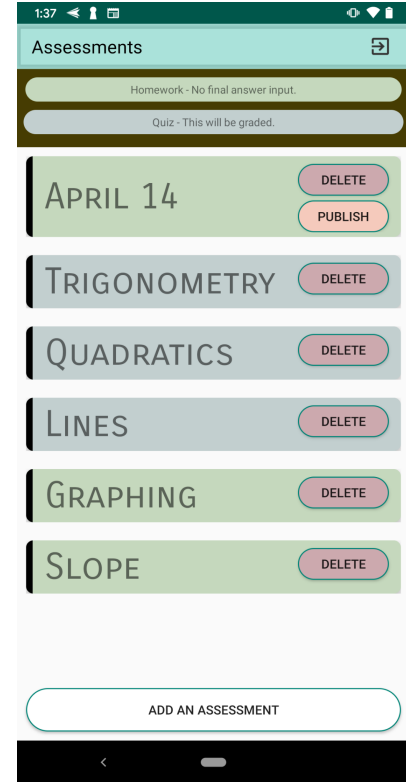 1:37
Assessments
Homework - No final answer input.
Quiz - This will be graded.
April 14
DELETE
PUBLISH
Trigonometry
DELETE
Quadratics
DELETE
Lines
DELETE
Graphing
DELETE
Slope
DELETE
ADD AN ASSESSMENT